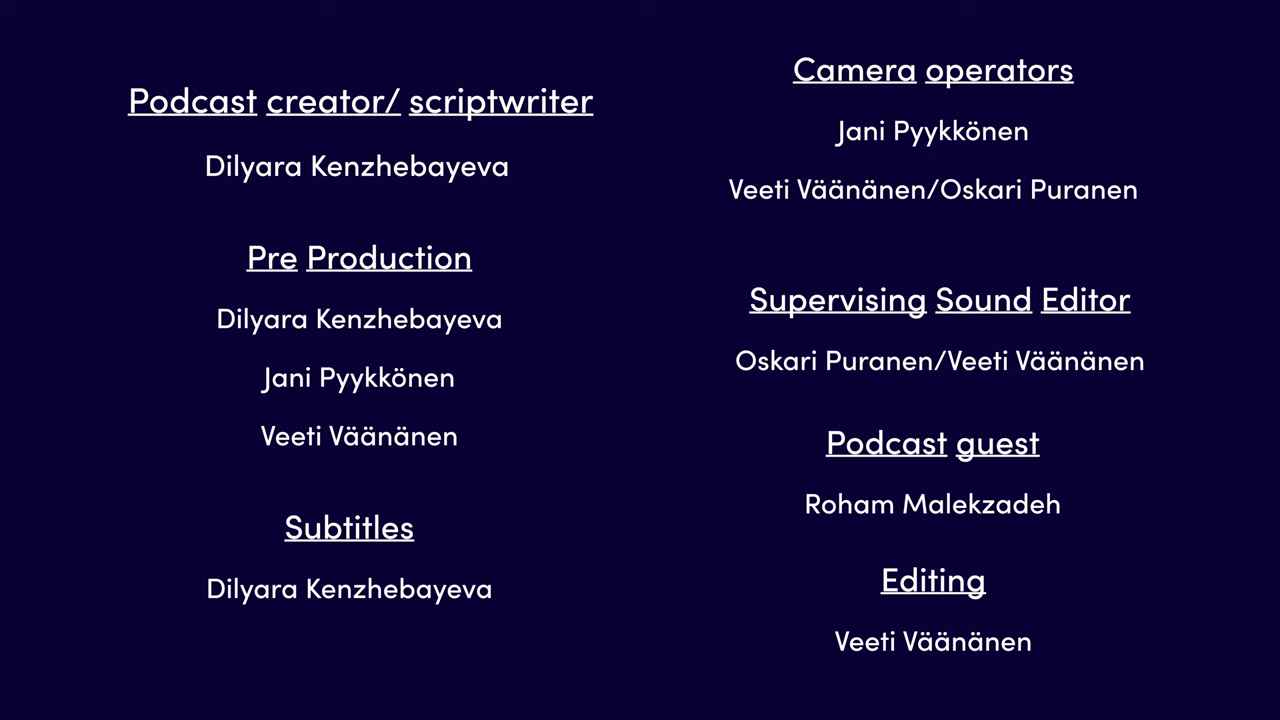 Podcast creator/ scriptwriter
Dilyara Kenzhebayeva
Pre Production
Dilyara Kenzhebayeva
Jani Pyykkönen
Veeti Väänänen
Subtitles
Dilyara Kenzhebayeva
Camera operators
Jani Pyykkönen
Veeti Väänänen/Oskari Puranen
Supervising Sound Editor
Oskari Puranen/Veeti Väänänen
Podcast guest
Roham Malekzadeh
Editing
Veeti Väänänen